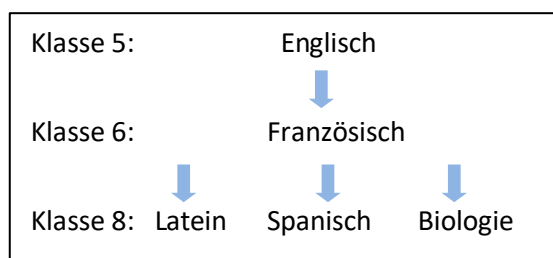 Klasse 5: Englisch
Klasse 6: Französisch
Klasse 8: Latein Spanisch Biologie